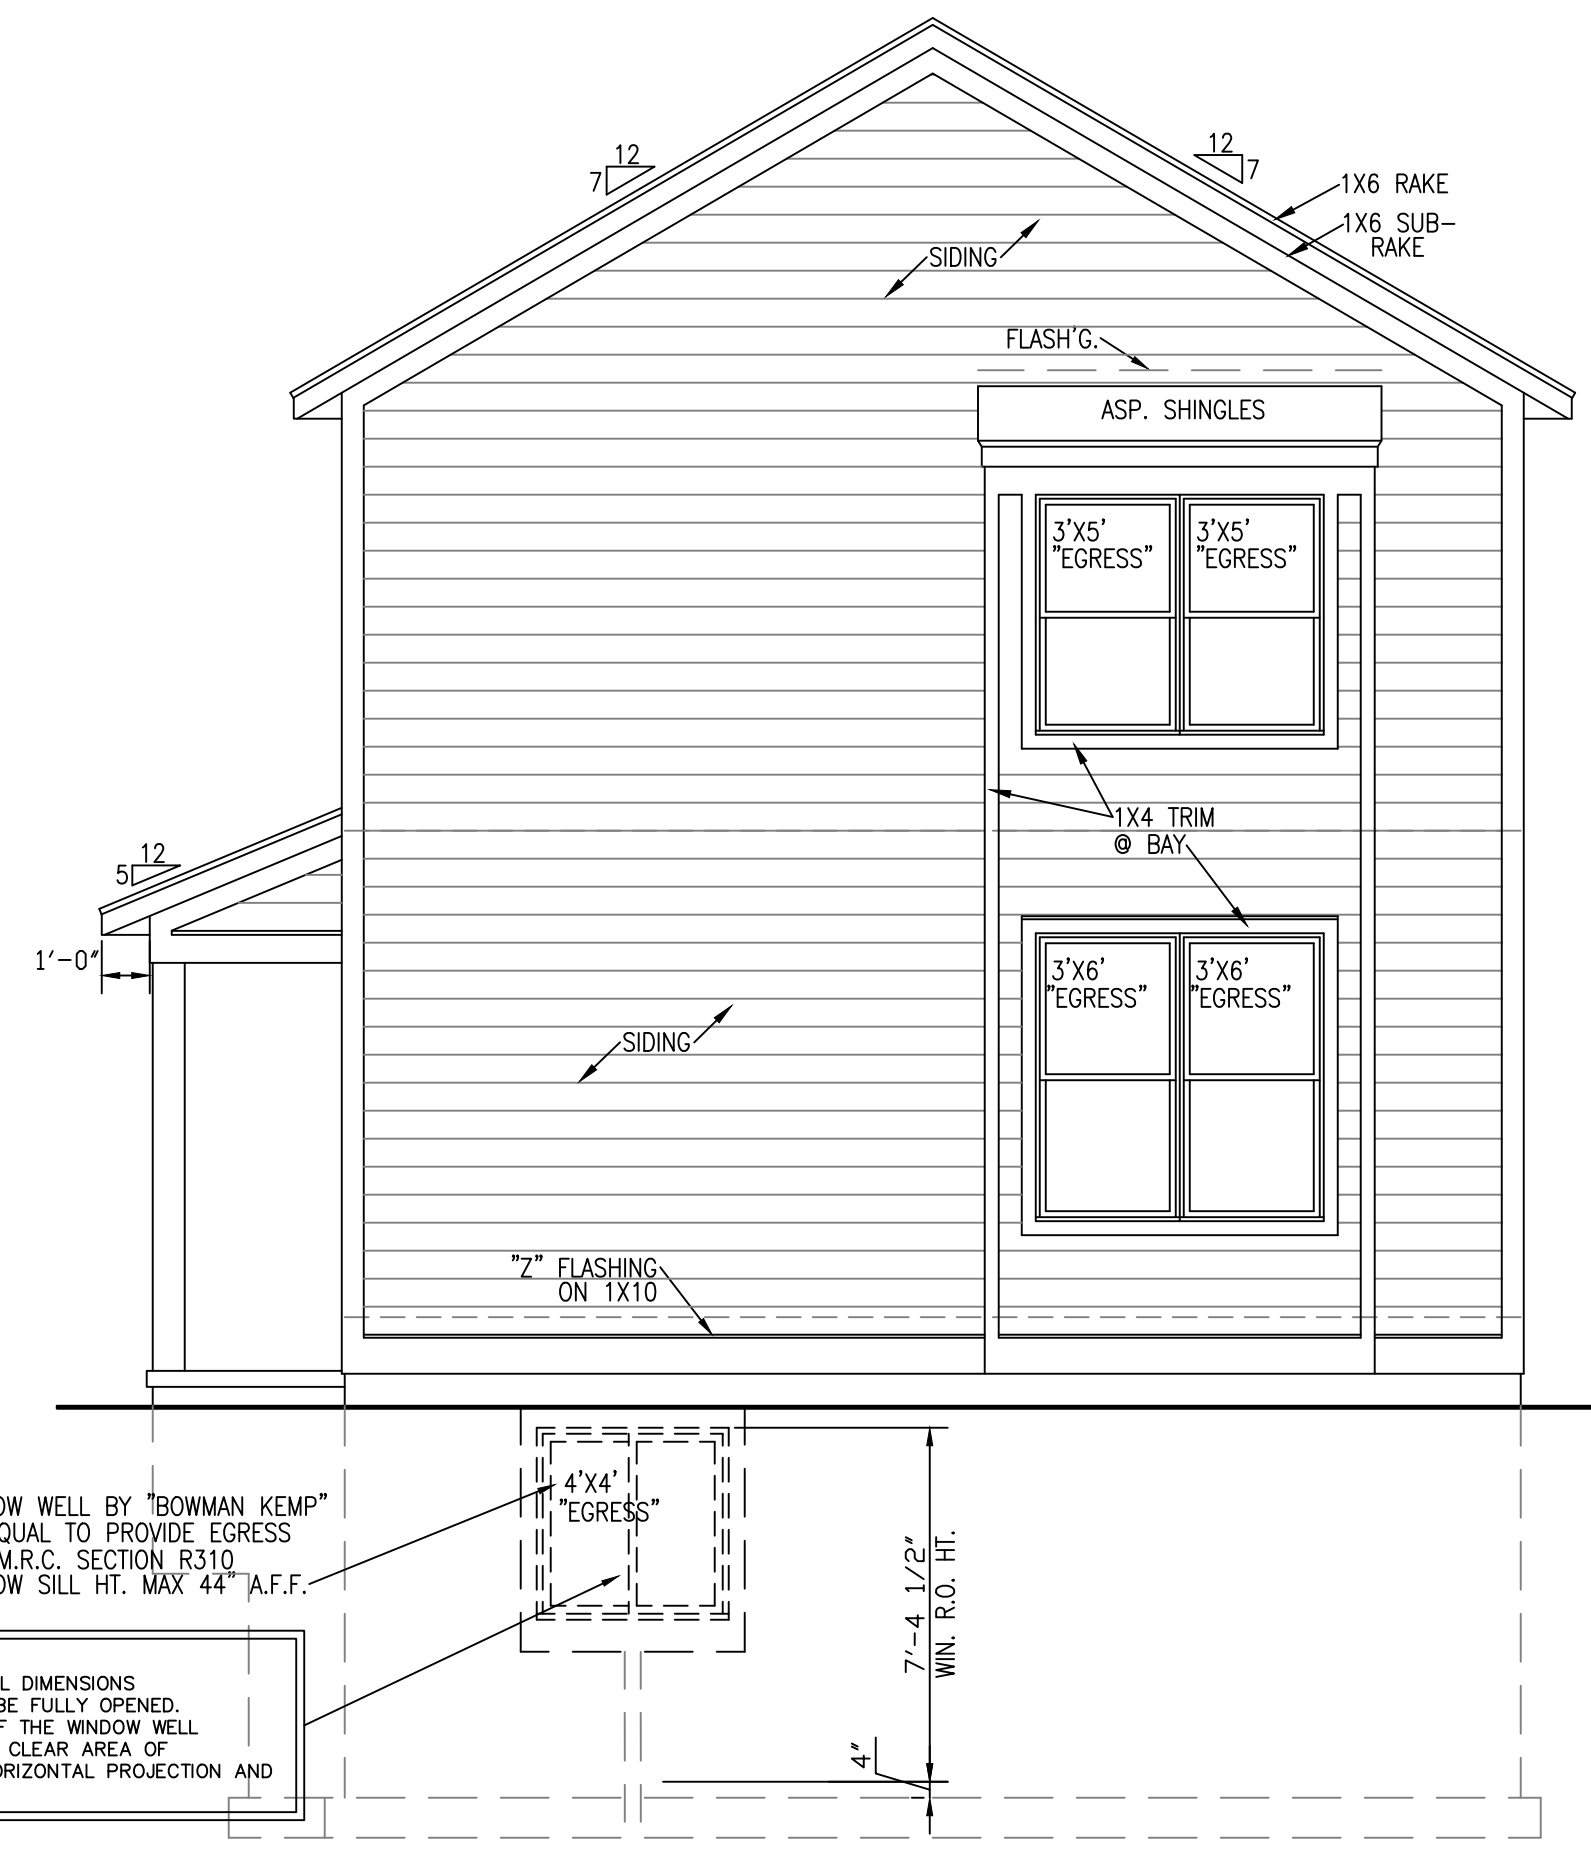 12
7
12
7
1X6 RAKE
1X6 SUB-
RAKE
SIDING
FLASH'G.
ASP. SHINGLES
3'X5'
"EGRESS"
3'X5'
"EGRESS"
1X4 TRIM
@ BAY
12
5
1'-0"
3'X6'
"EGRESS"
3'X6'
"EGRESS"
SIDING
"Z" FLASHING
ON 1X10
4'X4'
"EGRESS"
OW WELL BY "BOWMAN KEMP"
QUAL TO PROVIDE EGRESS
M.R.C. SECTION R310
OW SILL HT. MAX 44" A.F.F.
7'-4 1/2"
WIN. R.O. HT.
4"
L DIMENSIONS
BE FULLY OPENED.
F THE WINDOW WELL
CLEAR AREA OF
ORIZONTAL PROJECTION AND